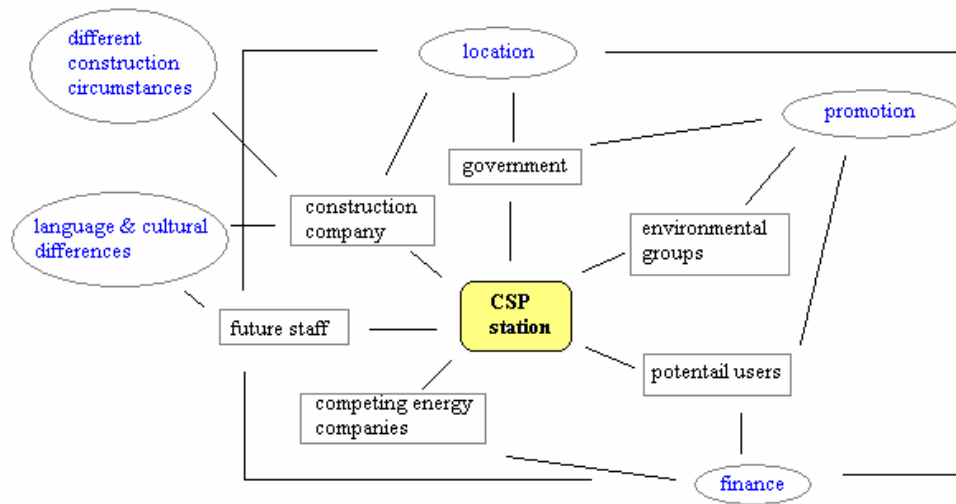 different
construction
circumstances
location
promotion
government
construction
company
environmental
groups
language & cultural
differences
CSP
station
future staff
potentail users
competing energy
companies
finance